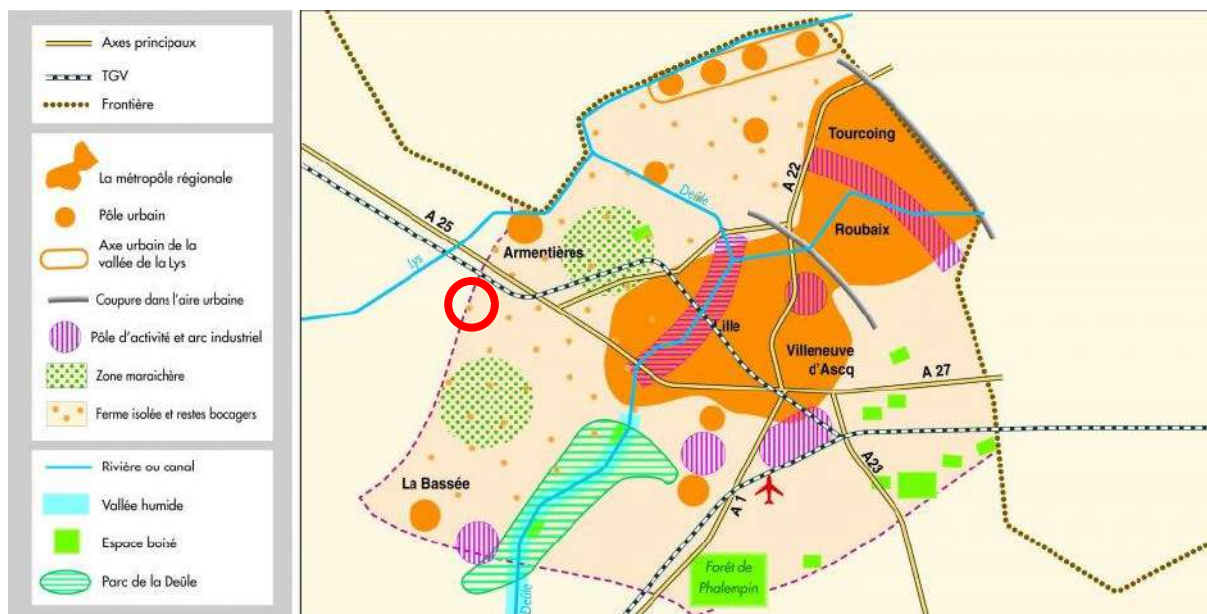 Axes principaux
TGV
Frontière
La métropôle régionale
Pôle urbain
Axe urbain de la
vallée de la Lys
Coupure dans l'aire urbaine
Pôle d'activité et arc industriel
Zone maraichère
Ferme isolée et restes bocagers
Rivière ou canal
Vallée humide
Espace boisé
Parc de la Deûle
Tourcoing
A 22
Deûle
Roubaix
A 25
Armentières
Lys
Lille
Villeneuve
d'Ascq
A 27
La Bassée
A 1
A23
Forêt de
Phalempin
Deûle